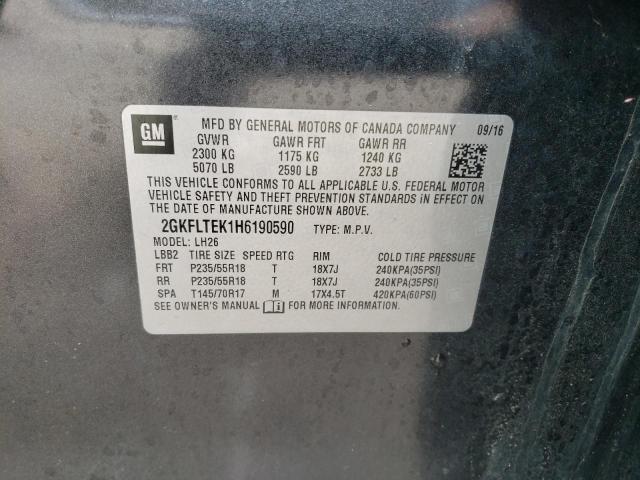 GM
MFD BY GENERAL MOTORS OF CANADA COMPANY 09/16
GVWR GAWR FRT GAWR RR
2300 KG 1175 KG 1240 KG
5070 LB 2590 LB 2733 LB
THIS VEHICLE CONFORMS TO ALL APPLICABLE U.S. FEDERAL MOTOR
VEHICLE SAFETY AND THEFT PREVENTION STANDARDS IN EFFECT ON
THE DATE OF MANUFACTURE SHOWN ABOVE.
2GKFLTEK1H6190590 TYPE: M.P.V.
MODEL: LH26
LBB2 TIRE SIZE SPEED RTG RIM COLD TIRE PRESSURE
FRT P235/55R18 T 18X7J 240KPA(35PSI)
RR P235/55R18 T 18X7J 240KPA(35PSI)
SPA T145/70R17 M 17X4.5T 420KPA(60PSI)
SEE OWNER'S MANUAL FOR MORE INFORMATION.